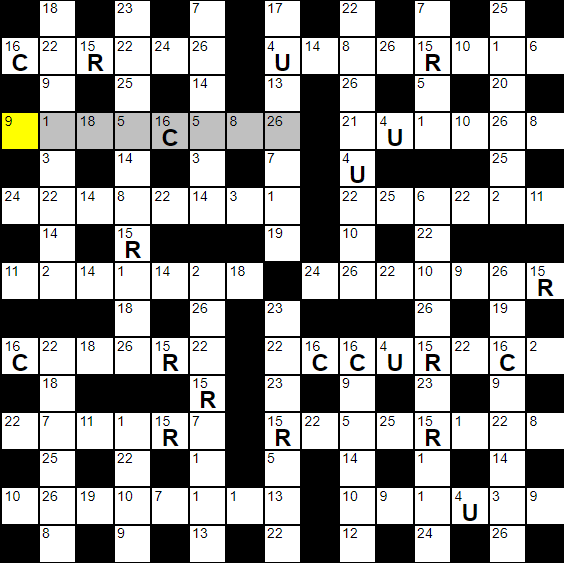 18 23 7 17 22 7 25
16 C 22 15 R 23 22 24 26 4 U 14 8 26 15 R 10 1 6
9 25 14 13 26 5 20
9 1 18 5 16 C 5 8 26 21 4 U 1 10 26 8
3 14 3 7 4 U 25
24 22 14 8 22 14 3 1 22 25 6 22 2 11
14 15 R 19 10 22
11 2 14 1 14 2 18 24 26 22 10 9 26 15 R
18 26 23 26 19
16 C 22 18 26 15 R 22 22 16 C 16 C 4 U 15 R 22 16 C 2
18 15 R 23 9 23 9
22 7 11 1 15 R 7 15 R 22 5 25 15 R 1 22 8
25 22 1 5 14 1 14
10 26 19 10 7 1 1 13 10 9 1 4 U 3 9
8 9 13 22 12 24 26